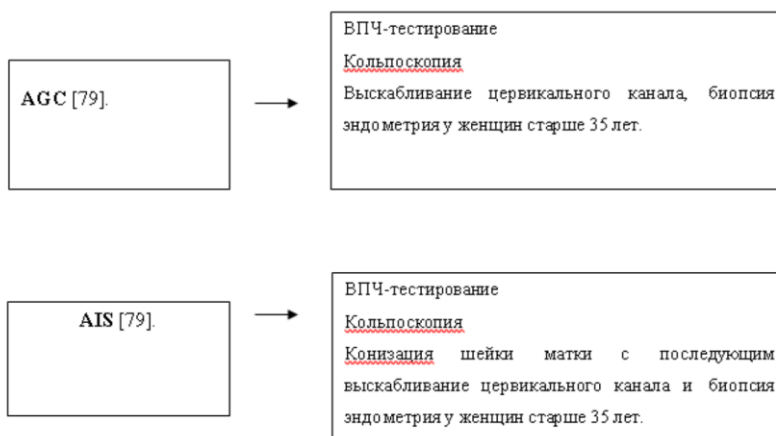 ВПЧ-тестирование
Кольпоскопия
AGC [79].
Выскабливание цервикального канала, биопсия
эндометрия у женщин старше 35 лет.
ВПЧ-тестирование
AIS [79].
Кольпоскопия
Конизация шейки матки с последующим
выскабливание цервикального канала и биопсия
эндометрия у женщин старше 35 лет.